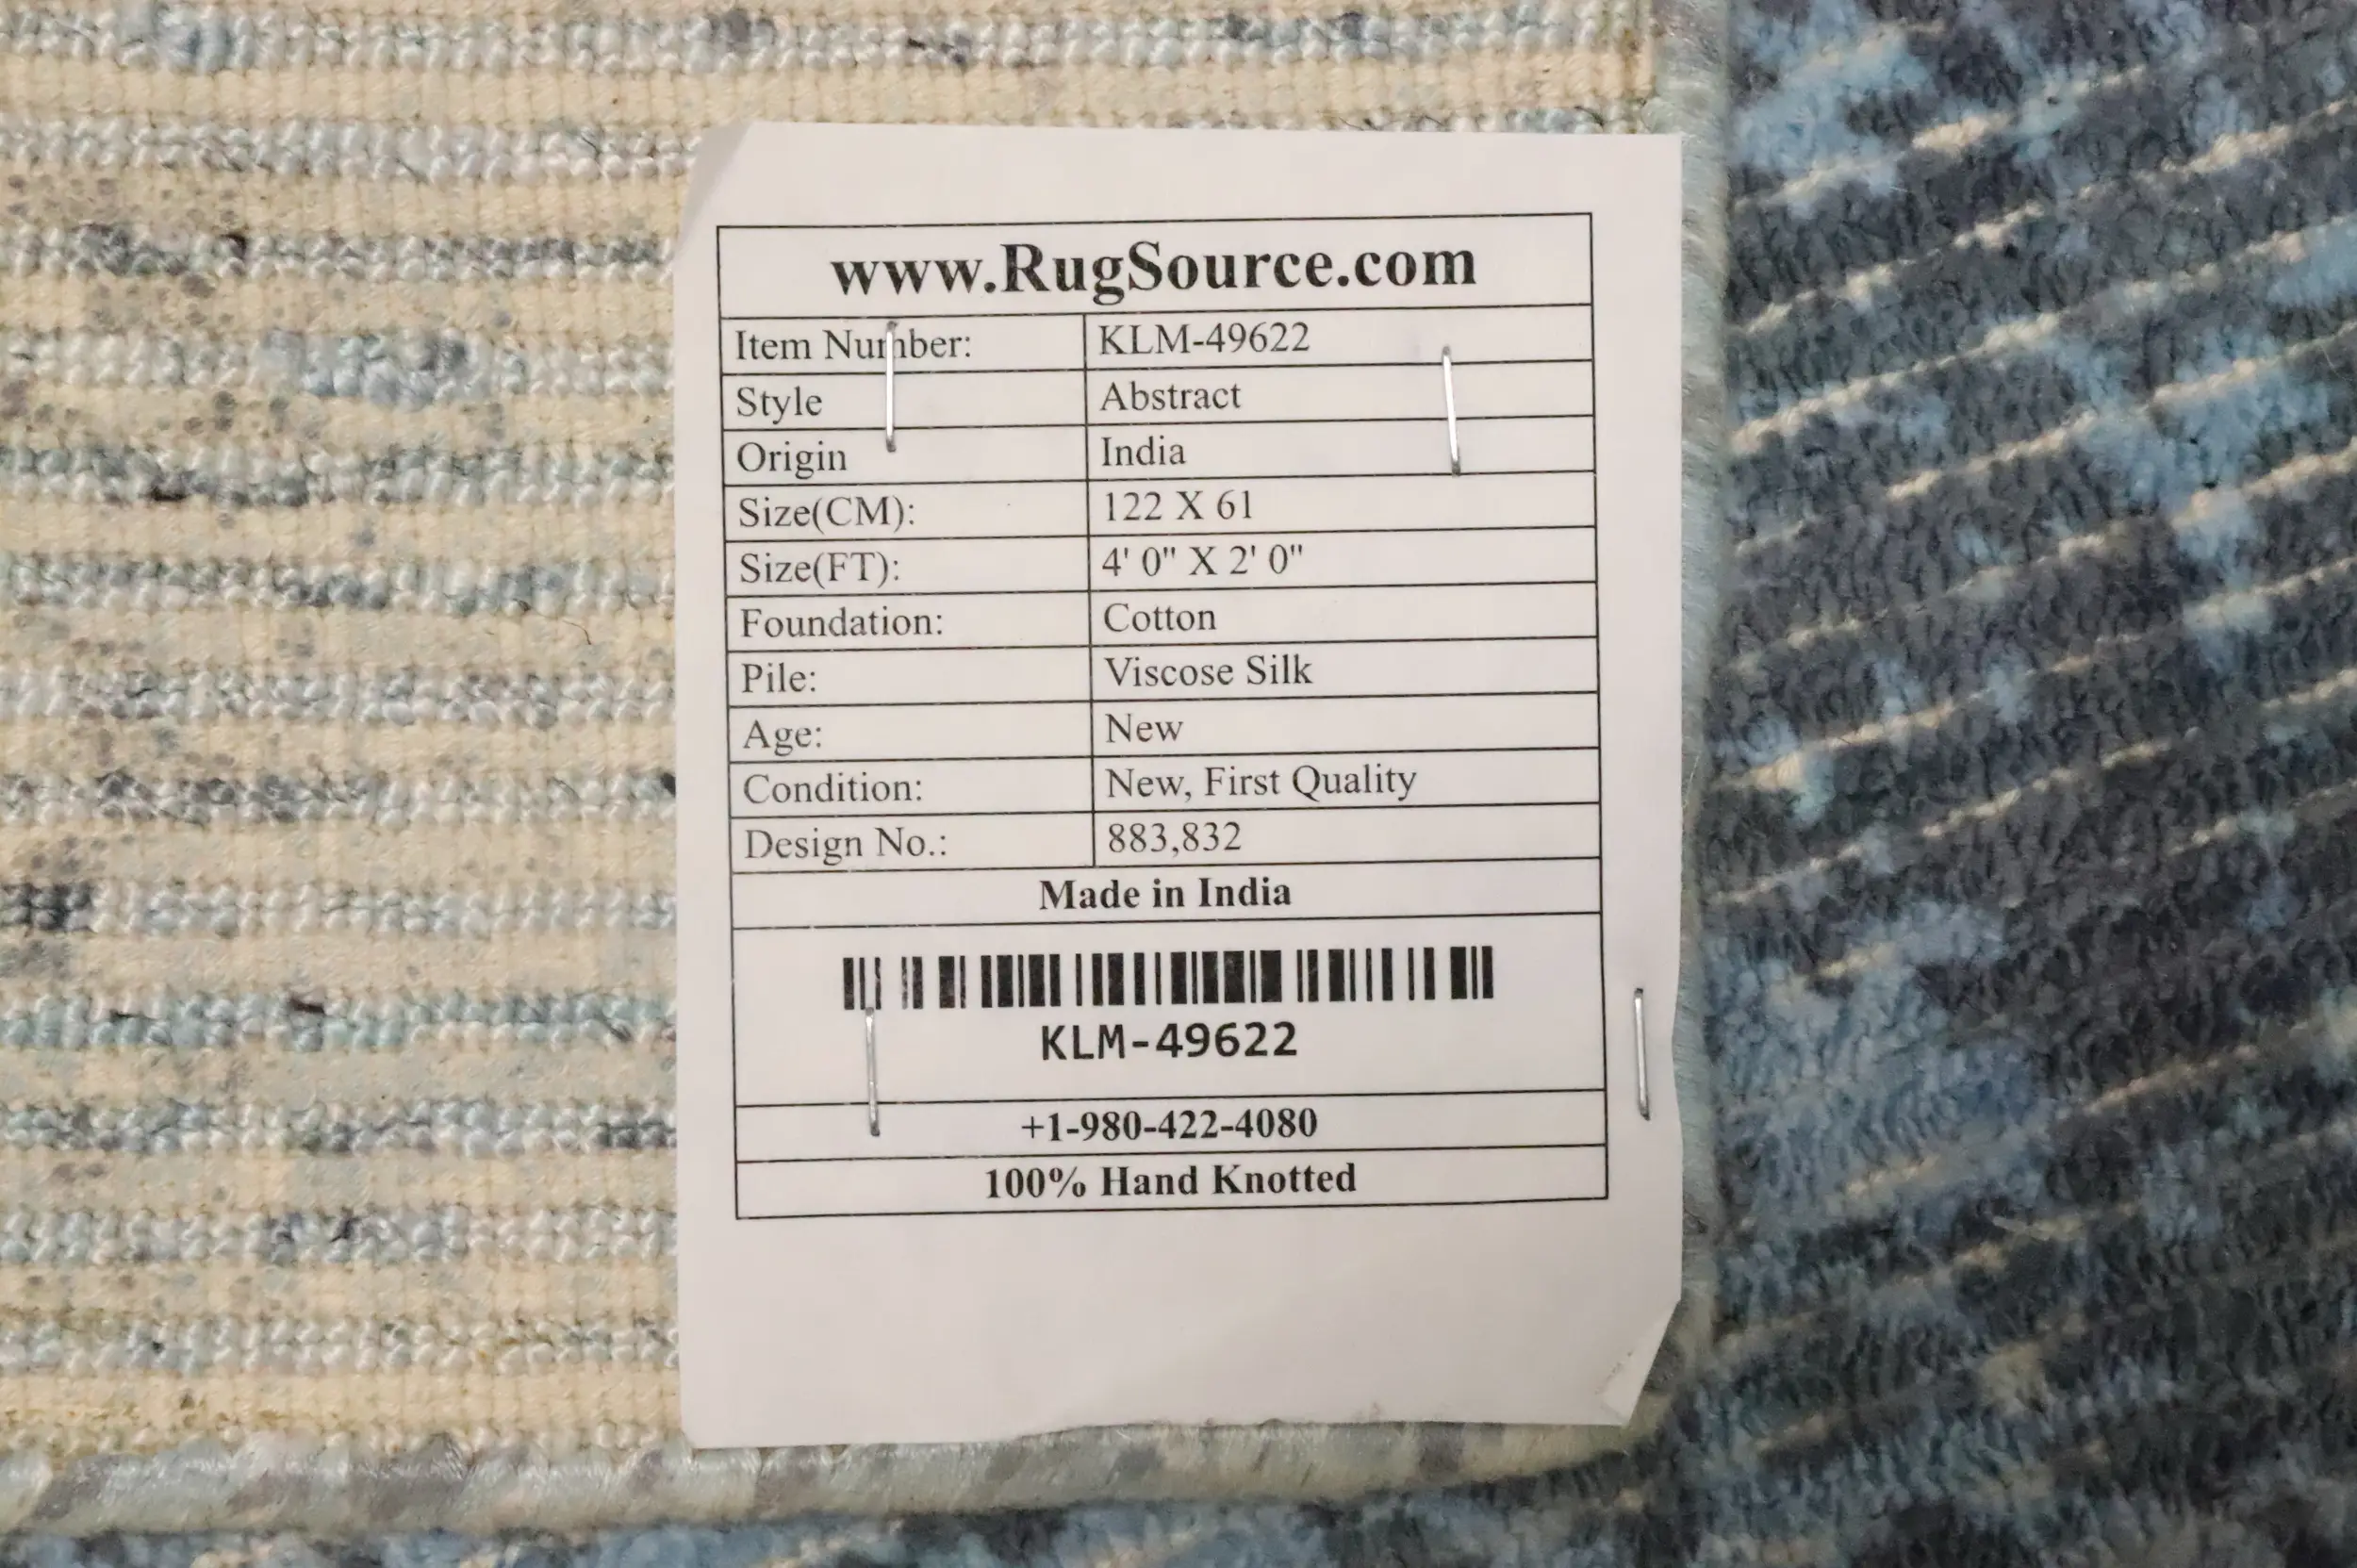 www.RugSource.com
Item Number: KLM-49622
Style Abstract
Origin India
Size(CM): 122 X 61
Size(FT): 4' 0" X 2' 0"
Foundation: Cotton
Pile: Viscose Silk
Age: New
Condition: New, First Quality
Design No.: 883,832
Made in India
KLM-49622
+1-980-422-4080
100% Hand Knotted